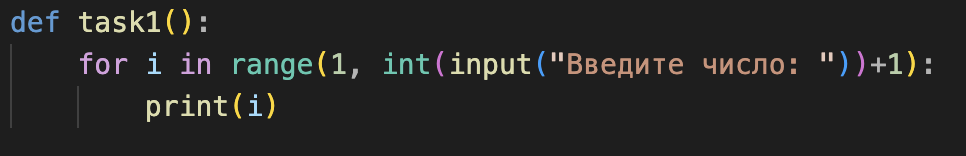 def task1():
    for i in range(1, int(input("Введите число: "))+1):
        print(i)